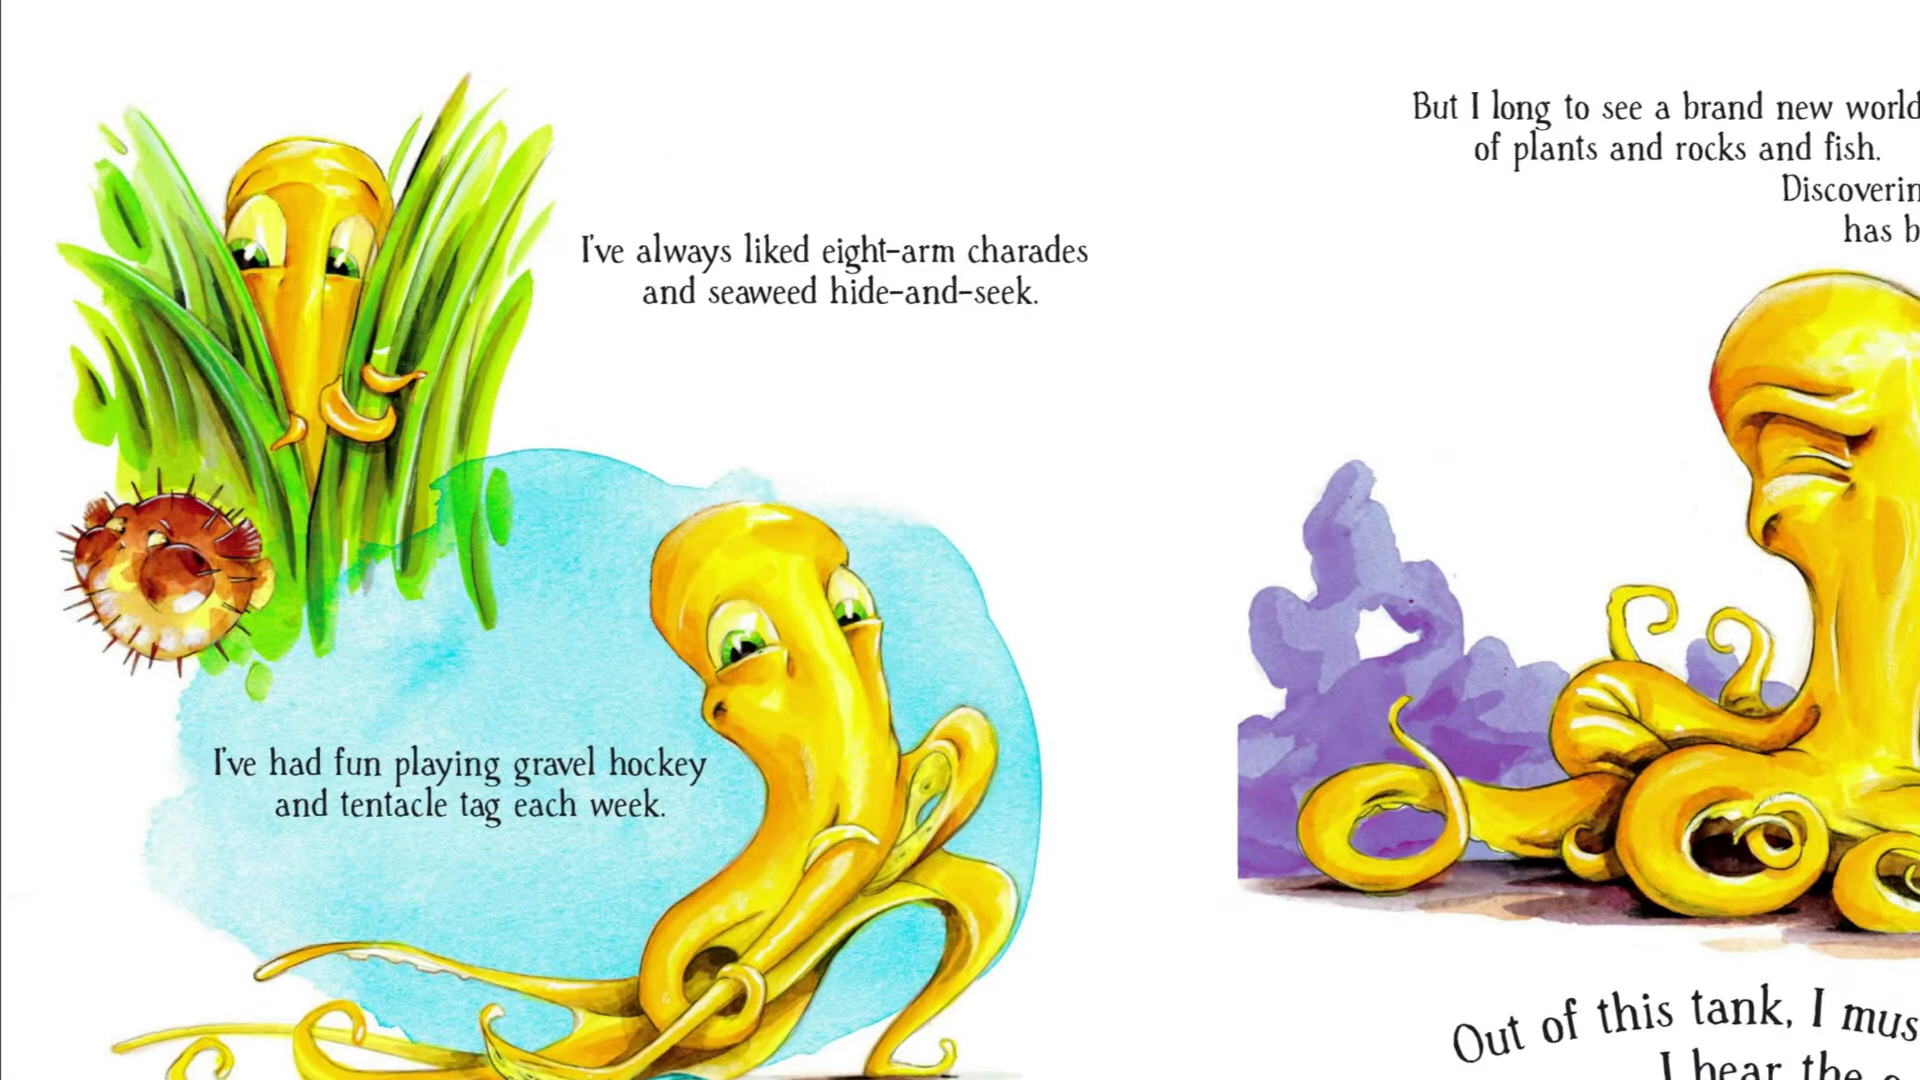 I've always liked eight-arm charades
and seaweed hide-and-seek.
I've had fun playing gravel hockey
and tentacle tag each week.
But I long to see a brand new world
of plants and rocks and fish.
has
Out of this tank, I
I hear the